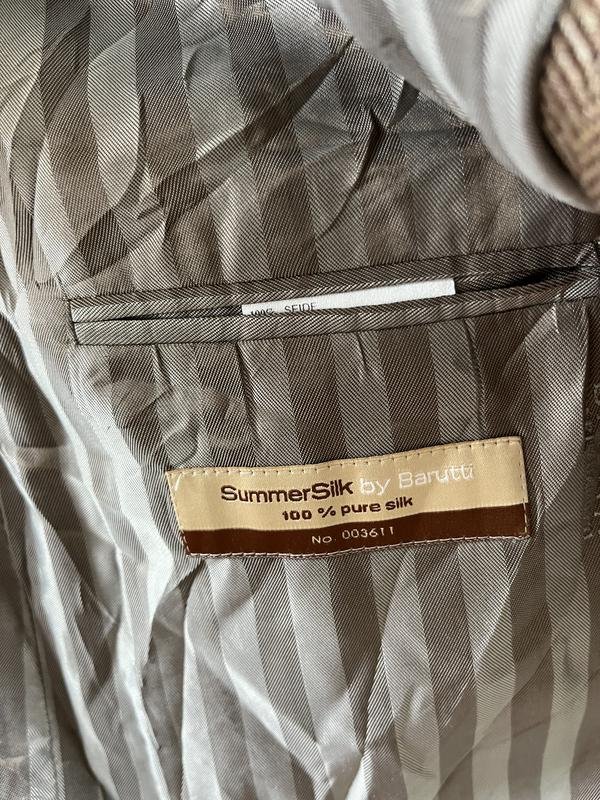 100% SEIDE
SummerSilk by Barutti
100 % pure silk
No. 003611